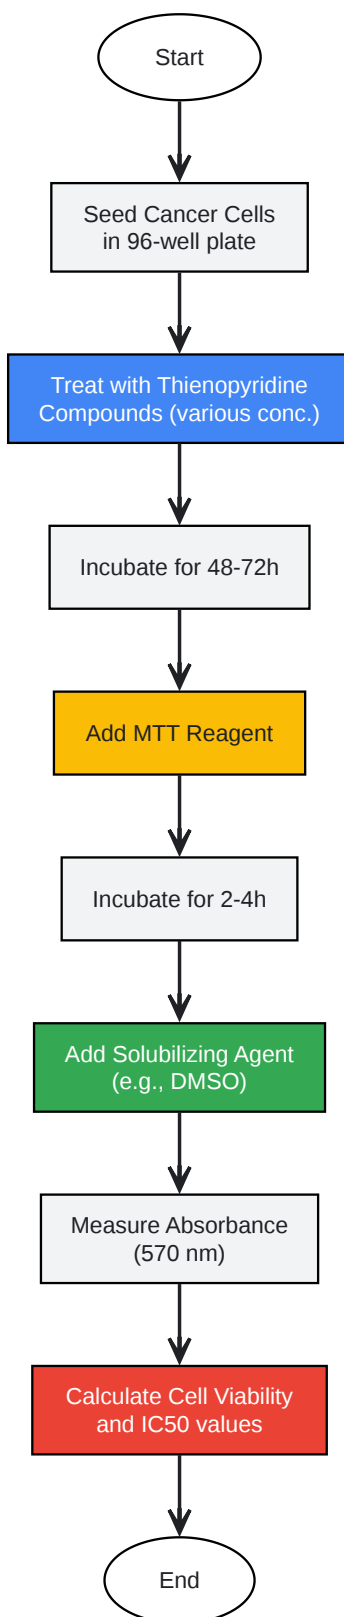 Start
Seed Cancer Cells
in 96-well plate
Treat with Thienopyridine
Compounds (various conc.)
Incubate for 48-72h
Add MTT Reagent
Incubate for 2-4h
Add Solubilizing Agent
(e.g., DMSO)
Measure Absorbance
(570 nm)
Calculate Cell Viability
and IC50 values
End